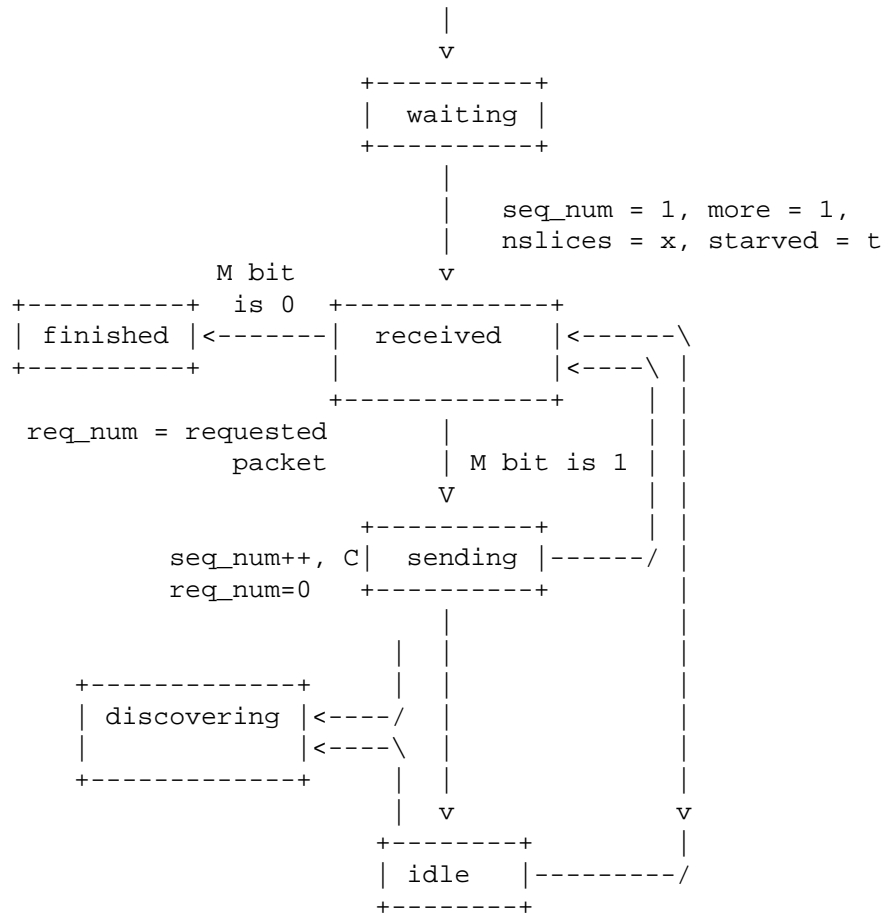 |
v
+----------+
|  waiting |
+----------+
|
|   seq_num = 1, more = 1,
|   nslices = x, starved = t
M bit        v
+----------+  is 0  +-------------+
| finished |<-------|  received   |<------\
+----------+        |             |<----\ |
+-------------+     | |
req_num = requested        |            | |
packet       | M bit is 1 | |
V            | |
+----------+      | |
seq_num++, C|  sending |------/ |
req_num=0   +----------+        |
|              |
|  |              |
+-------------+     |  |              |
| discovering |<----/  |              |
|             |<----\  |              |
+-------------+     |  |              |
|  v              v
+--------+         |
| idle   |---------/
+--------+